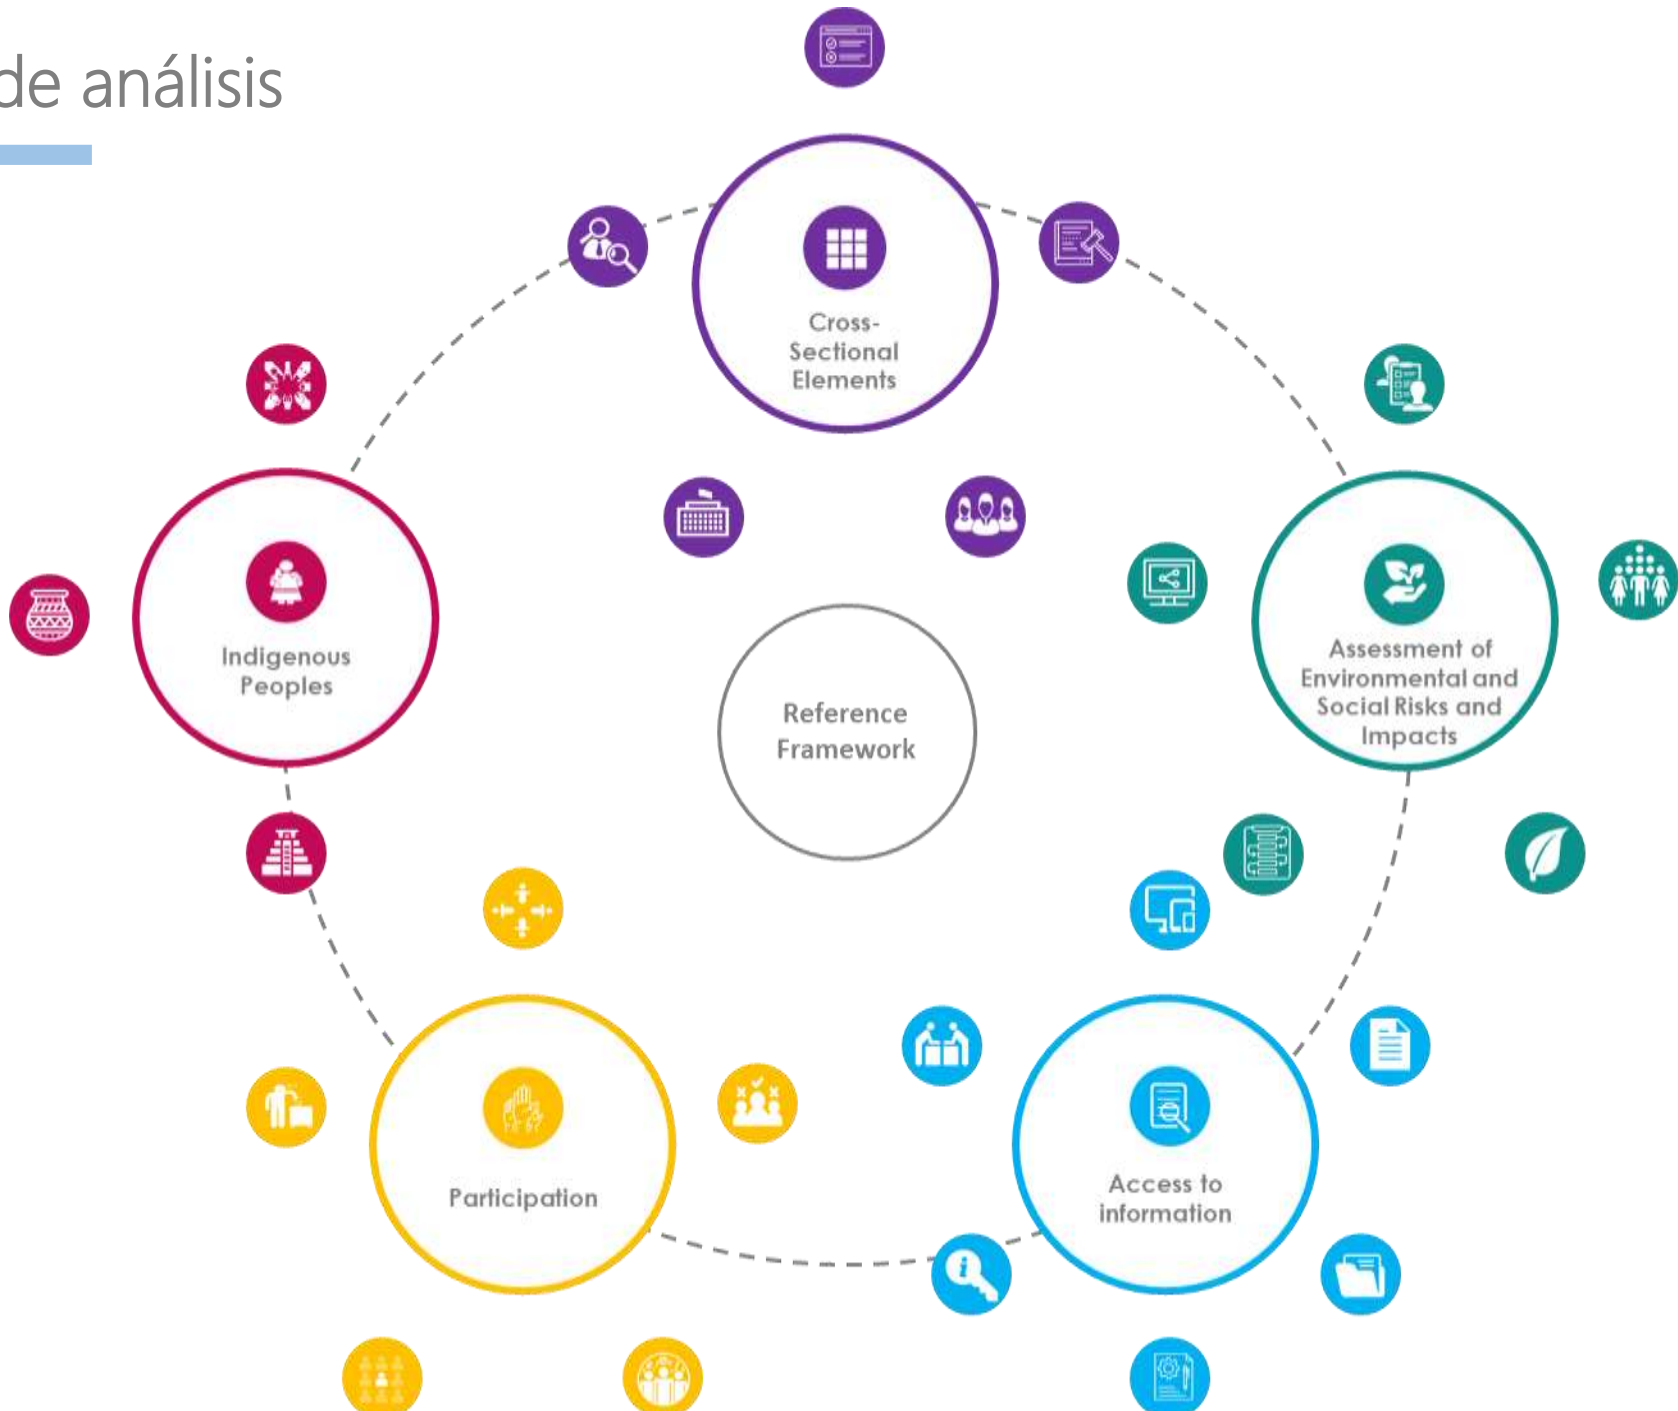 de análisis
Cross-
Sectional
Elements
Indigenous
Peoples
Assessment of
Environmental and
Social Risks and
Impacts
Reference
Framework
Participation
Access to
information